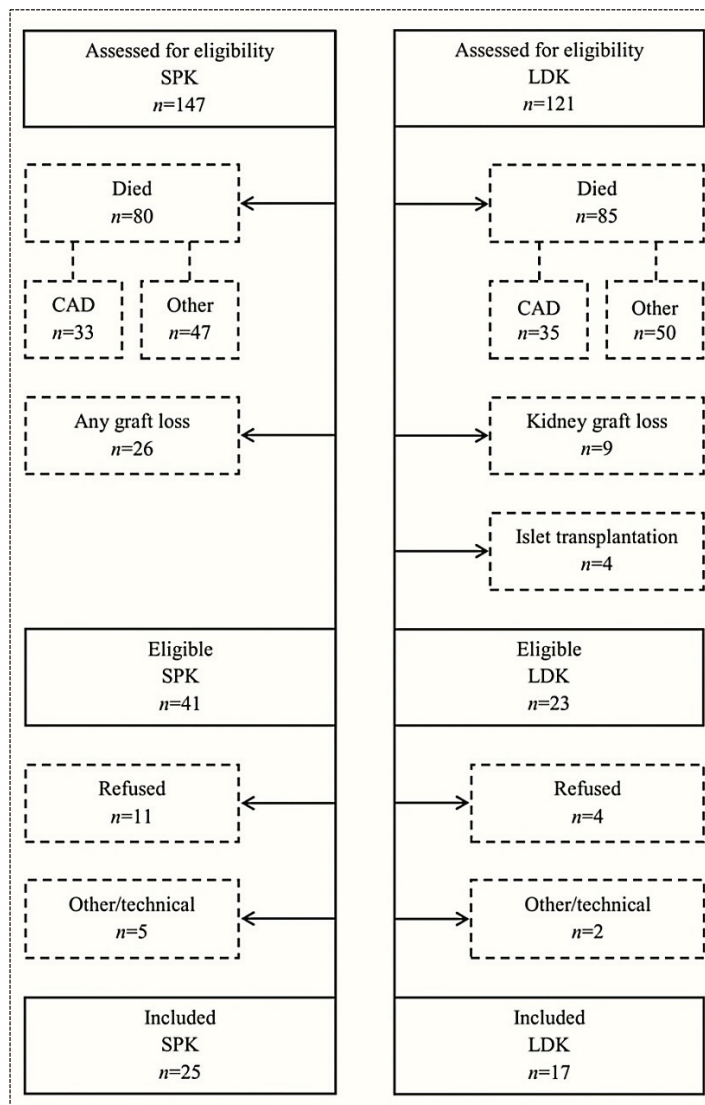 Assessed for eligibility
SPK
n=147
Died
n=80
CAD
n=33
Other
n=47
Any graft loss
n=26
Eligible
SPK
n=41
Refused
n=11
Other/technical
n=5
Included
SPK
n=25
Assessed for eligibility
LDK
n=121
Died
n=85
CAD
n=35
Other
n=50
Kidney graft loss
n=9
Islet transplantation
n=4
Eligible
LDK
n=23
Refused
n=4
Other/technical
n=2
Included
LDK
n=17